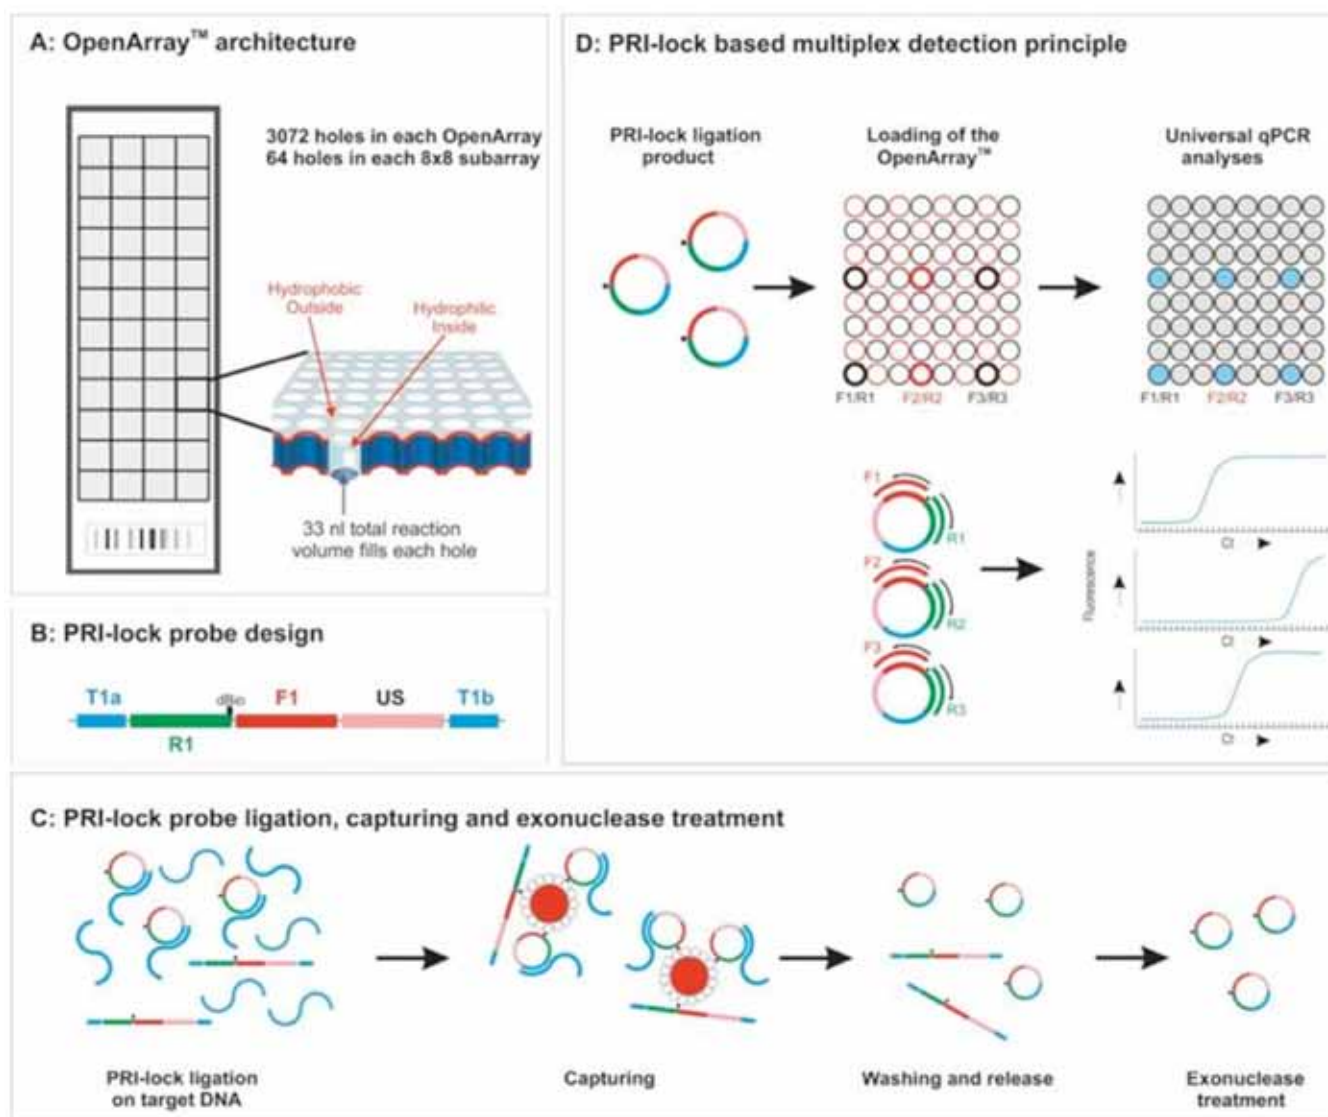 A: OpenArray™ architecture
3072 holes in each OpenArray
64 holes in each 8x8 subarray
Hydrophobic
Outside
Hydrophilic
Inside
33 nl total reaction
volume fills each hole
B: PRI-lock probe design
T1a
dBio
F1
US
T1b
R1
D: PRI-lock based multiplex detection principle
PRI-lock ligation
product
Loading of the
OpenArray™
Universal qPCR
analyses
F1/R1 F2/R2 F3/R3
F1/R1 F2/R2 F3/R3
F1
R1
F2
R2
F3
R3
Fluorescence
Ct
Ct
Ct
C: PRI-lock probe ligation, capturing and exonuclease treatment
PRI-lock ligation
on target DNA
Capturing
Washing and release
Exonuclease
treatment